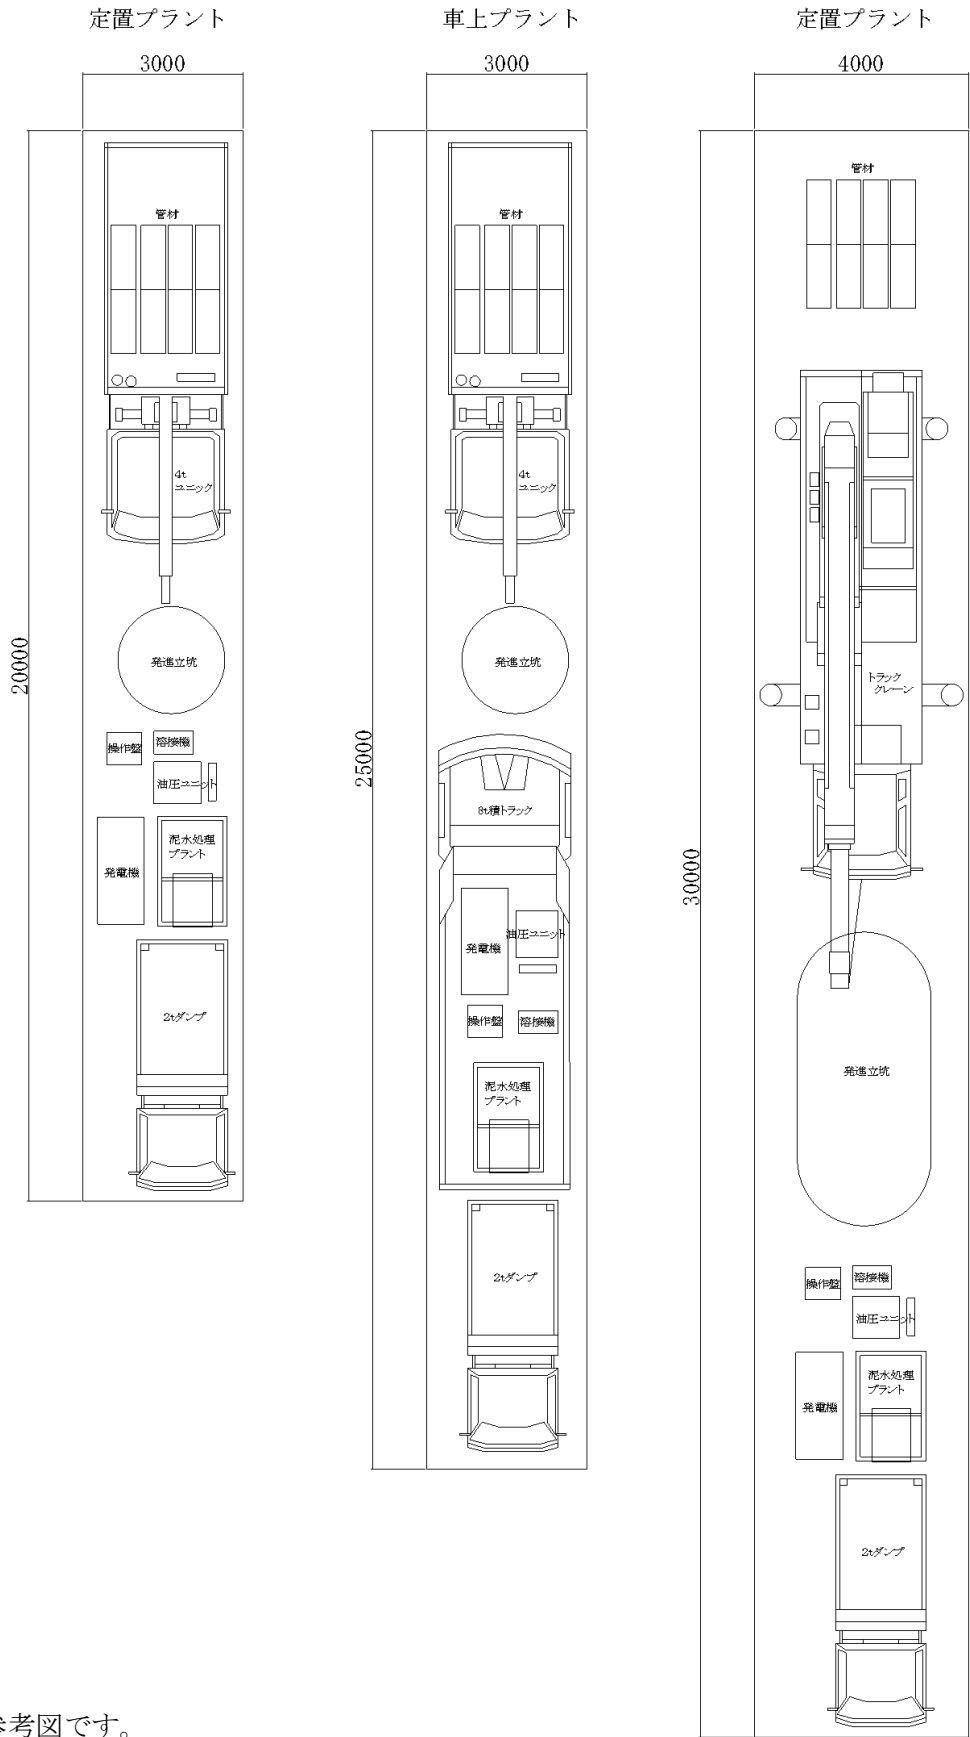 定置プラント
3000
20000
管材
4t
ユニック
発進立坑
操作盤
溶接機
油圧ユニット
発電機
泥水処理
プラント
2tダンプ
車上プラント
3000
25000
管材
4t
ユニック
発進立坑
8t積トラック
発電機
油圧ユニット
操作盤
溶接機
泥水処理
プラント
2tダンプ
定置プラント
4000
30000
管材
トラック
クレーン
発進立坑
操作盤
溶接機
油圧ユニット
発電機
泥水処理
プラント
2tダンプ
考図です。